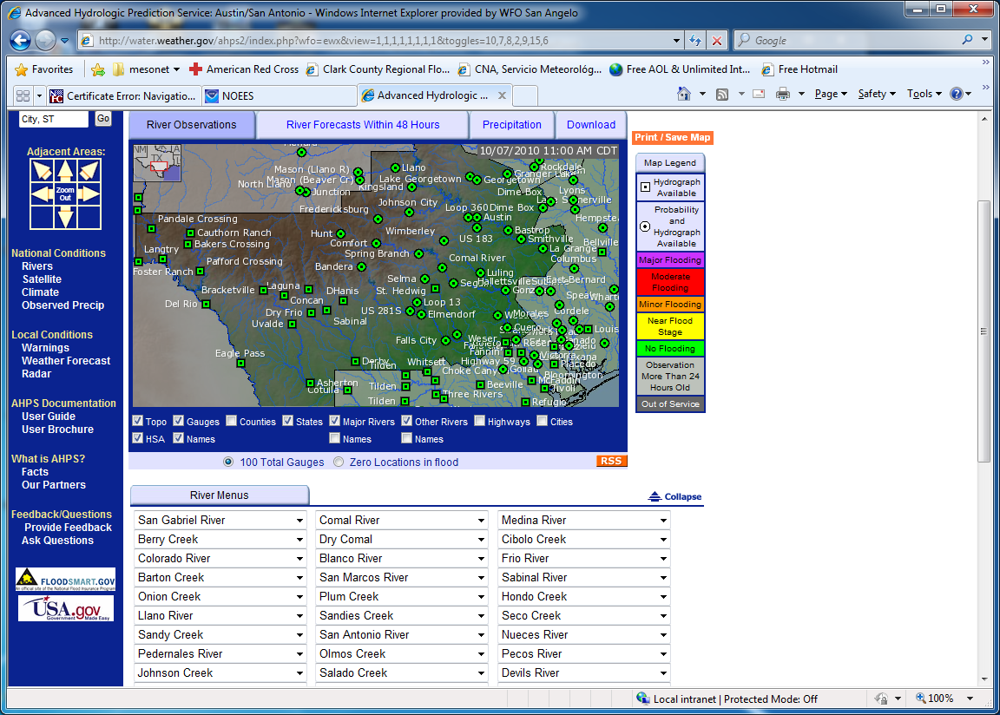 Advanced Hydrologic Prediction Service: Austin/San Antonio - Windows Internet Explorer provided by WFO San Angelo
http://water.weather.gov/ahps2/index.php?wfo=ewx&view=1,1,1,1,1,1,1,1&toggles=10,7,8,2,9,15,6
Google
Favorites mesonet American Red Cross Clark County Regional Flo... CNA, Servicio Meteorológ... Free AOL & Unlimited Int... Free Hotmail
Certificate Error: Navigatio... NOEES Advanced Hydrologic ... Page Safety Tools
City, ST Go
Adjacent Areas:
Zoom Out
National Conditions
Rivers
Satellite
Climate
Observed Precip
Local Conditions
Warnings
Weather Forecast
Radar
AHPS Documentation
User Guide
User Brochure
What is AHPS?
Facts
Our Partners
Feedback/Questions
Provide Feedback
Ask Questions
FLOODSMART.GOV
An official site of the National Flood Insurance Program
USA.gov
Government Made Easy
River Observations River Forecasts Within 48 Hours Precipitation Download
10/07/2010 11:00 AM CDT
NM
TX
LA
Mason (Llano R)
Llano
Rockdale
Mason (Beaver Cr)
Lake Georgetown
Georgetown
North Llano
Junction
Kingsland
Dime Box
Lyons
Johnson City
Fredericksburg
Loop 360
Dime Box
Somerville
Pandale Crossing
Austin
Hempste
Cauthorn Ranch
Hunt
Wimberley
Bastrop
Bakers Crossing
Comfort
US 183
Smithville
Langtry
Spring Branch
La Grange
Bellville
Pafford Crossing
Comal River
Columbus
Foster Ranch
Bandera
Luling
Laguna
Selma
East-Bernard
Bracketville
DHanis
St. Hedwig
Concan
Loop 13
Del Rio
Dry Frio
US 281S
Elmendorf
Morales
Cordele
Uvalde
Sabinal
Cuero
Louis
Falls City
Weser
Eagle Pass
Fannin
Victoria
Derby
Tilden
Whitsett
Highway 59
Placedo
Choke Cany
Goliad
Bloomington
Asherton
Cotulla
Tilden
Beeville
McFaddin
Tivoli
Tilden
Three Rivers
Refugio
Topo Gauges Counties States Major Rivers Other Rivers Highways Cities
HSA Names Names Names
100 Total Gauges Zero Locations in flood RSS
Print / Save Map
Map Legend
Hydrograph Available
Probability and Hydrograph Available
Major Flooding
Moderate Flooding
Minor Flooding
Near Flood Stage
No Flooding
Observation More Than 24 Hours Old
Out of Service
River Menus Collapse
San Gabriel River Comal River Medina River
Berry Creek Dry Comal Cibolo Creek
Colorado River Blanco River Frio River
Barton Creek San Marcos River Sabinal River
Onion Creek Plum Creek Hondo Creek
Llano River Sandies Creek Seco Creek
Sandy Creek San Antonio River Nueces River
Pedernales River Olmos Creek Pecos River
Johnson Creek Salado Creek Devils River
Local intranet | Protected Mode: Off 100%